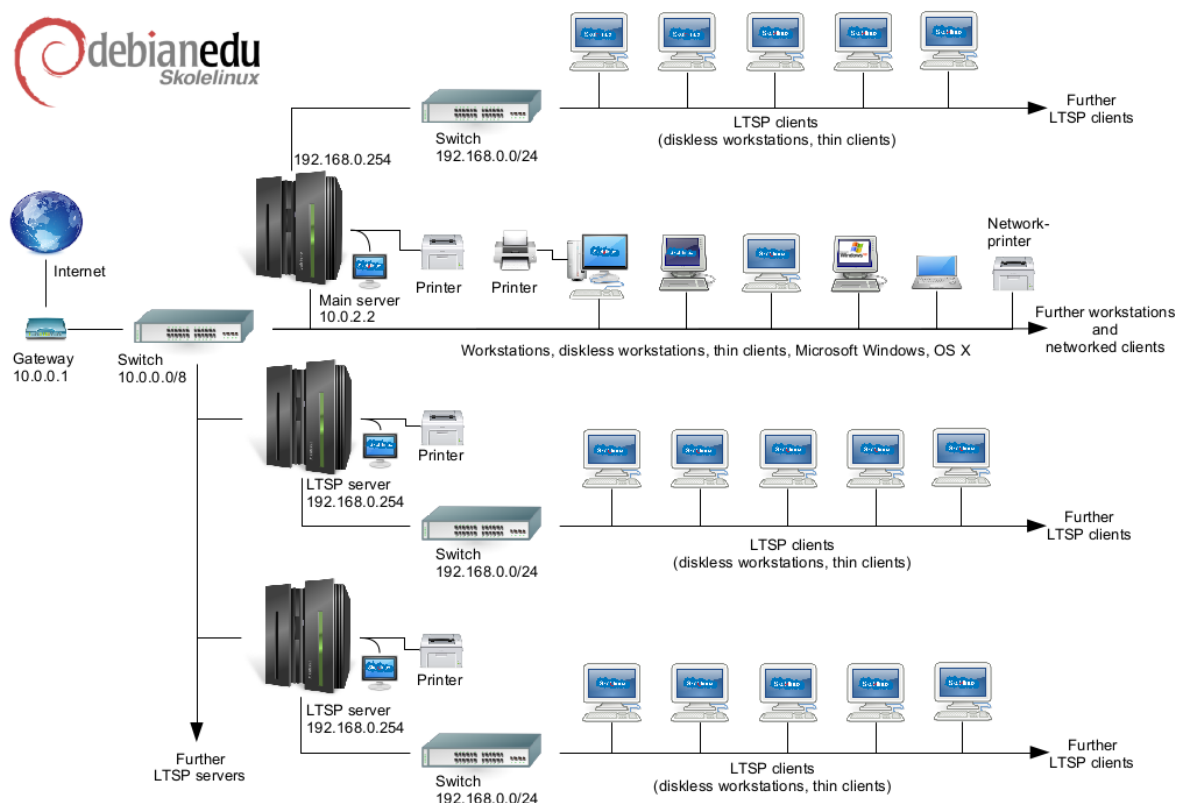 debianedu
Skolelinux
Further
LTSP clients
LTSP clients
(diskless workstations, thin clients)
Switch
192.168.0.0/24
192.168.0.254
Internet
Main server
10.0.2.2
Printer
Printer
Network-
printer
Gateway
10.0.0.1
Switch
10.0.0.0/8
Workstations, diskless workstations, thin clients, Microsoft Windows, OS X
Further workstations
and
networked clients
Printer
LTSP server
192.168.0.254
Switch
192.168.0.0/24
LTSP clients
(diskless workstations, thin clients)
Further
LTSP clients
Printer
LTSP server
192.168.0.254
Switch
192.168.0.0/24
LTSP clients
(diskless workstations, thin clients)
Further
LTSP clients
Further
LTSP servers